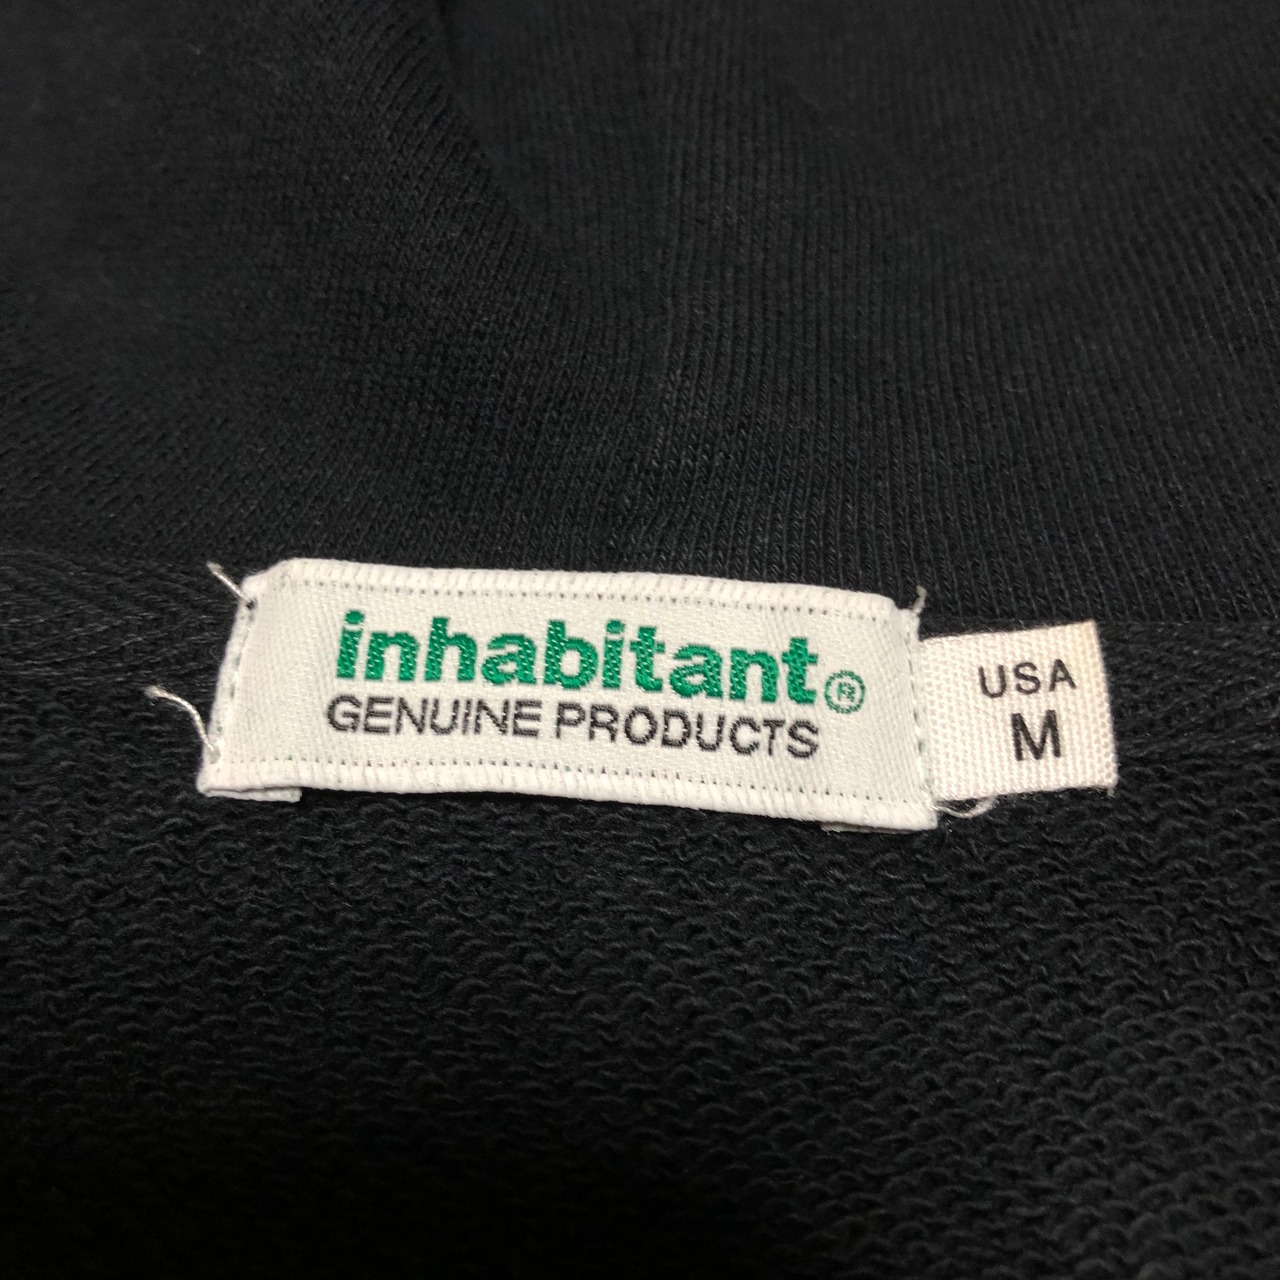 inhabitant®
GENUINE PRODUCTS
USA
M